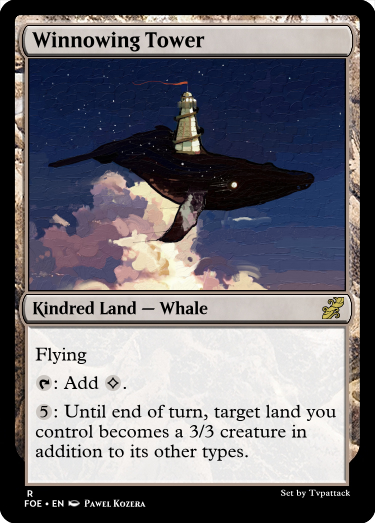 Winnowing Tower
Kindred Land — Whale
Flying
: Add .
5: Until end of turn, target land you
control becomes a 3/3 creature in
addition to its other types.
R
FOE • EN PAWEL KOZERA
Set by Tvpattack